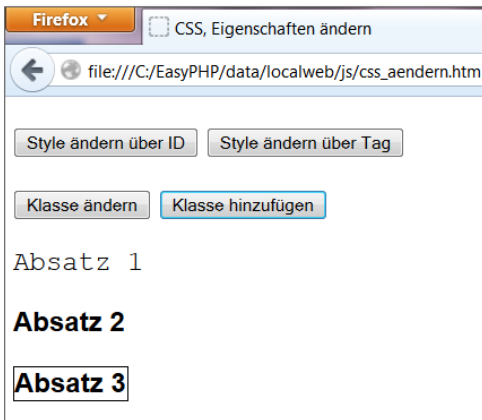 Firefox
CSS, Eigenschaften ändern
file:///C:/EasyPHP/data/localweb/js/css_aendern.htm
Style ändern über ID Style ändern über Tag
Klasse ändern Klasse hinzufügen
Absatz 1
Absatz 2
Absatz 3